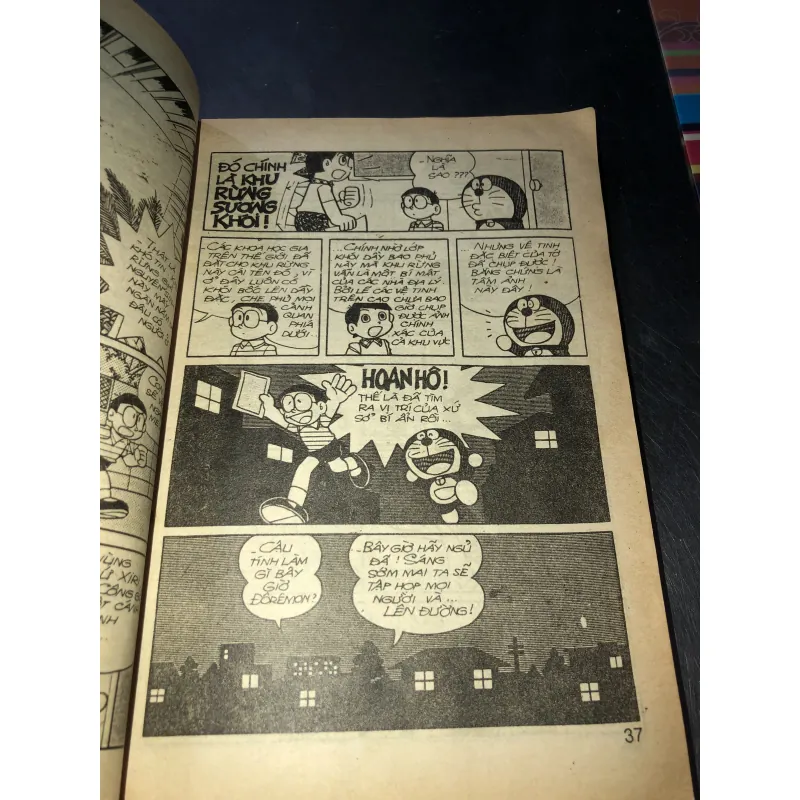 ĐÓ CHÍNH
LÀ KHU
RỪNG
SƯƠNG
KHÓI!
..NGHĨA
LÀ
SAO ???
..CÁC KHOA HỌC GIA
TRÊN THẾ GIỚI ĐÃ
ĐẶT CHO KHU RỪNG
NÀY CÁI TÊN ĐÓ, VÌ
Ở ĐÂY LUÔN CÓ
KHÓI BỐC LÊN DÀY
ĐẶC, CHE PHỦ MỌI
CẢNH
QUAN
PHÍA
DƯỚI...
..CHÍNH NHỜ LỚP
KHÓI DÀY BAO PHỦ
NÀY MÀ KHU RỪNG
VẪN LÀ MỘT BÍ MẬT
CỦA CÁC NHÀ ĐỊA LÝ.
BỞI LẼ CÁC VỆ TINH
TRÊN CAO CHƯA BAO
GIỜ CHỤP
ĐƯỢC ẢNH
CHÍNH
XÁC CỦA
CẢ KHU VỰC
..NHƯNG VỆ TINH
ĐẶC BIỆT CỦA TỚ
ĐÃ CHỤP ĐƯỢC!
BẰNG CHỨNG LÀ
TẤM ẢNH
NÀY ĐÂY!
HOAN HÔ!
THẾ LÀ ĐÃ TÌM
RA VỊ TRÍ CỦA XỨ
SỞ BÍ ẨN RỒI...
..CẬU
TÍNH LÀM
GÌ BÂY
GIỜ
ĐÔRÊMON?
..BÂY GIỜ HÃY NGỦ
ĐÃ! SÁNG
SỚM MAI TA SẼ
TẬP HỌP MỌI
NGƯỜI VÀ...
LÊN ĐƯỜNG!
37